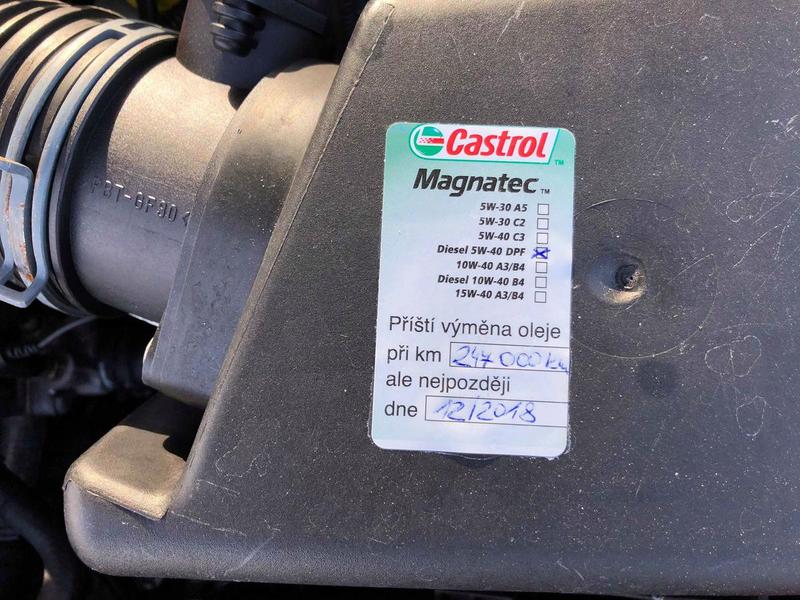 PBT-GF30
Castrol
Magnatec
5W-30 A5
5W-30 C2
5W-40 C3
Diesel 5W-40 DPF
10W-40 A3/B4
Diesel 10W-40 B4
15W-40 A3/B4
Příští výměna oleje
při km 247 000 km
ale nejpozději
dne 12/2018